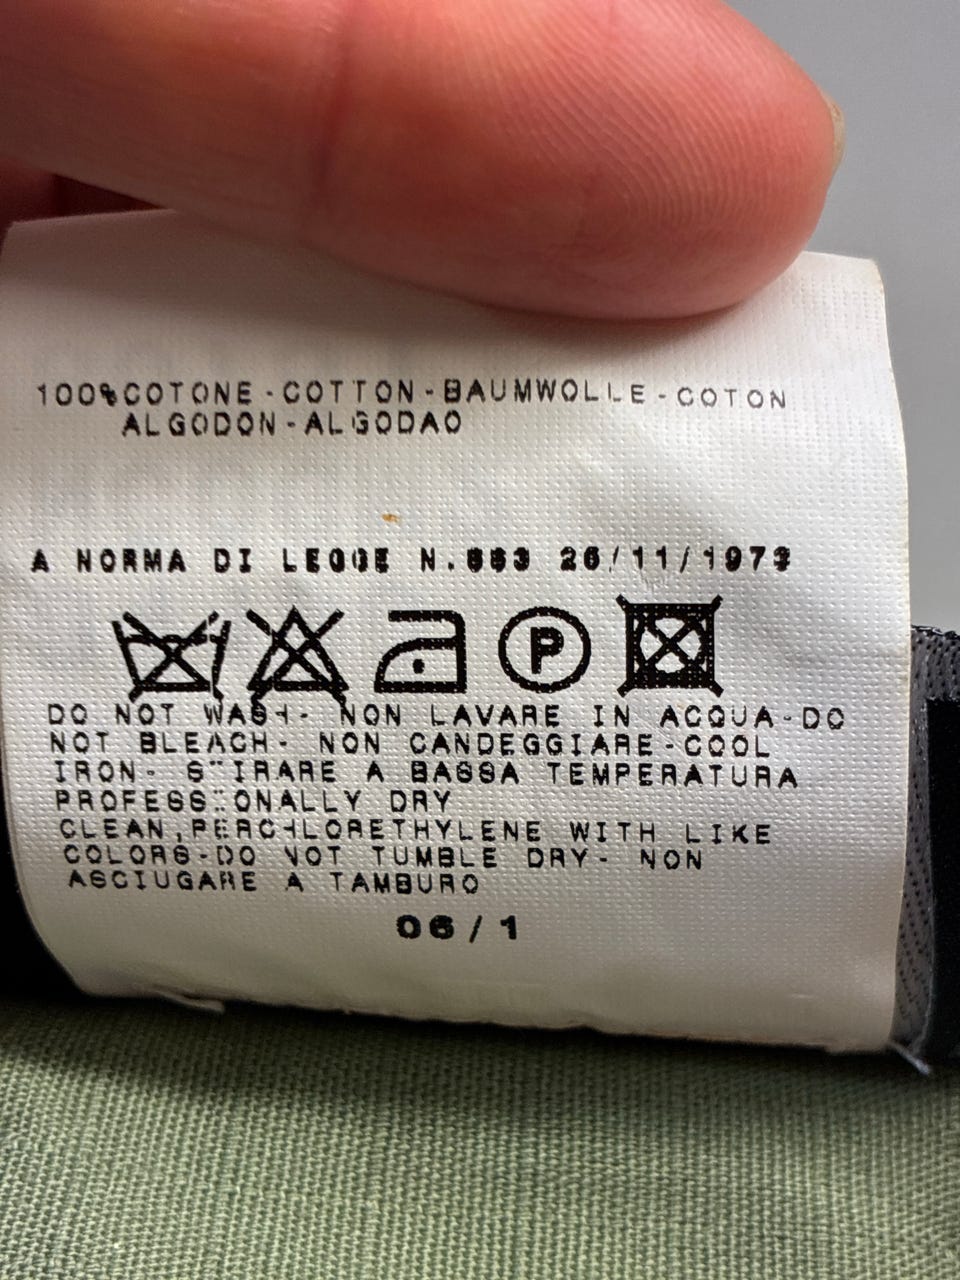 100%COTONE-COTTON-BAUMWOLLE-COTON
ALGODON-ALGODAO
A NORMA DI LEGGE N.883 26/11/1973
P
DO NOT WASH- NON LAVARE IN ACQUA-DO
NOT BLEACH- NON CANDEGGIARE-COOL
IRON- STIRARE A BASSA TEMPERATURA
PROFESSIONALLY DRY
CLEAN,PERCHLORETHYLENE WITH LIKE
COLORS-DO NOT TUMBLE DRY- NON
ASCIUGARE A TAMBURO
06/1